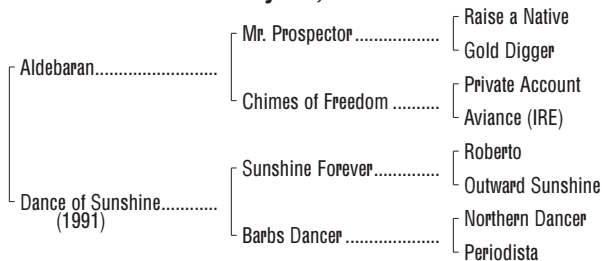 Raise a Native
Mr. Prospector..................
Gold Digger
Aldebaran..........................
Private Account
Chimes of Freedom ..........
Aviance (IRE)
Roberto
Sunshine Forever..............
Outward Sunshine
Dance of Sunshine............
(1991)
Northern Dancer
Barbs Dancer ....................
Periodista